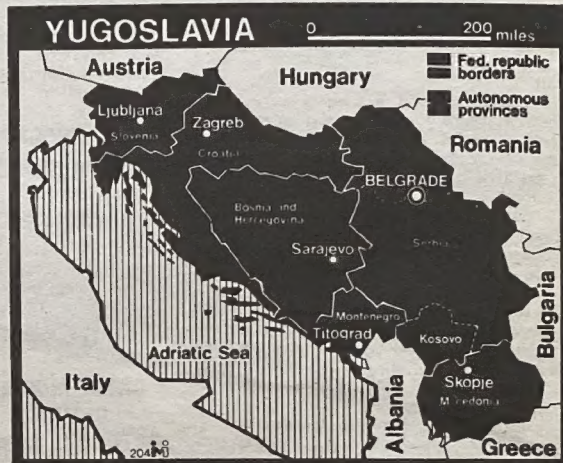 YUGOSLAVIA
0 200
miles
Fed. republic
borders
Autonomous
provinces
Austria
Hungary
Romania
Ljubljana
Slovenia
Zagreb
Croatia
BELGRADE
Bosnia and
Hercegovina
Sarajevo
Serbia
Montenegro
Titograd
Kosovo
Skopje
Macedonia
Bulgaria
Adriatic Sea
Italy
Albania
Greece